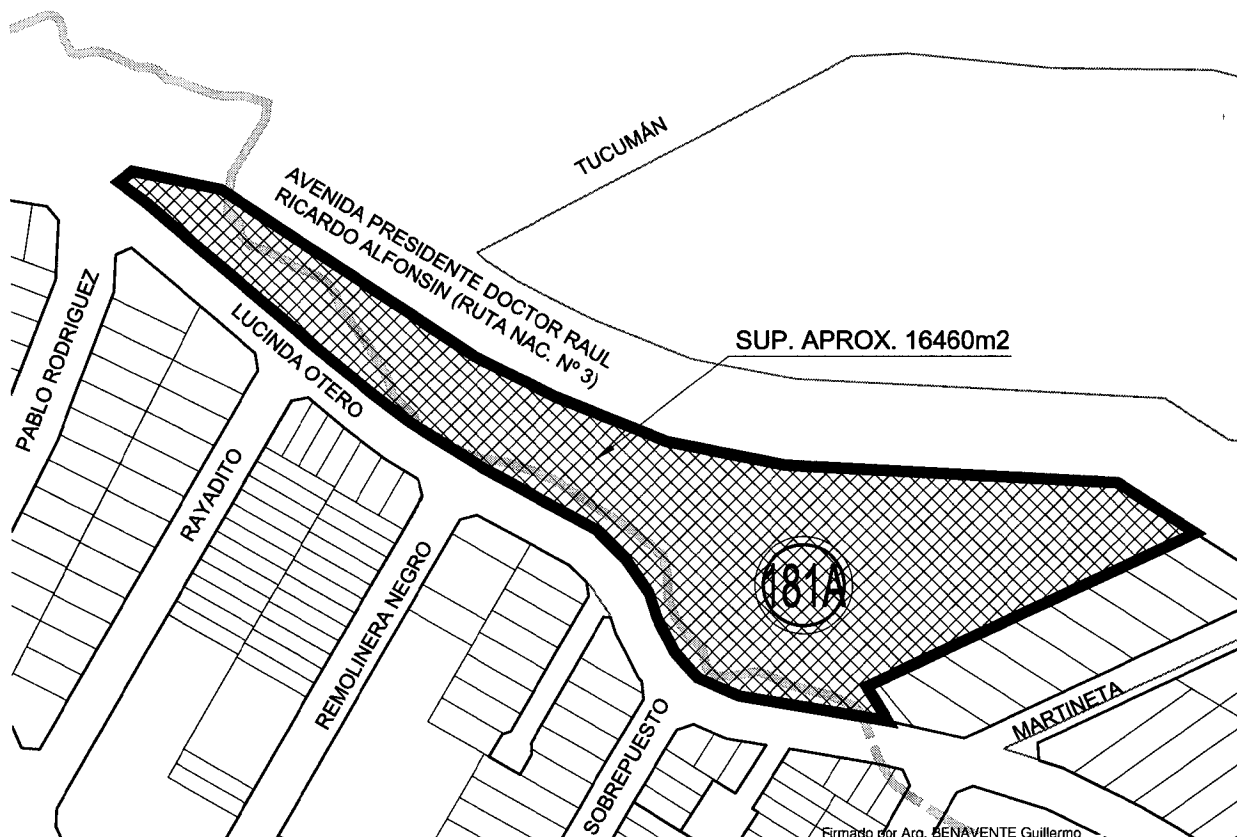 TUCUMÁN
AVENIDA PRESIDENTE DOCTOR RAUL
RICARDO ALFONSIN (RUTA NAC. Nº 3)
SUP. APROX. 16460m2
PABLO RODRIGUEZ
LUCINDA OTERO
RAYADITO
REMOLINERA NEGRO
181A
SOBREPUESTO
MARTINETA
Firmado por Arq. BENAVENTE Guillermo